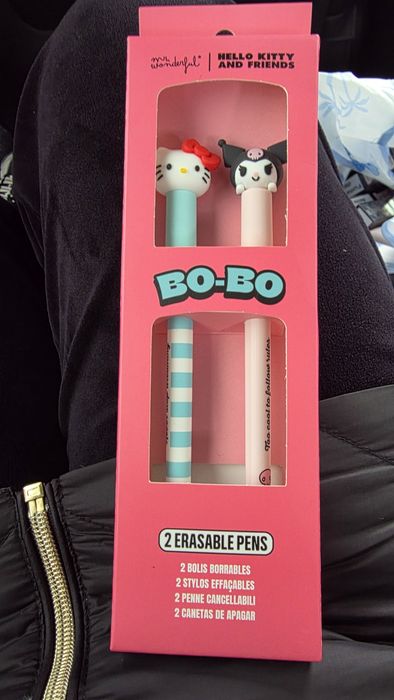 mr. wonderful*
HELLO KITTY
AND FRIENDS
BO-BO
Too cool to follow rules
2 ERASABLE PENS
2 BOLIS BORRABLES
2 STYLOS EFFAÇABLES
2 PENNE CANCELLABILI
2 CANETAS DE APAGAR